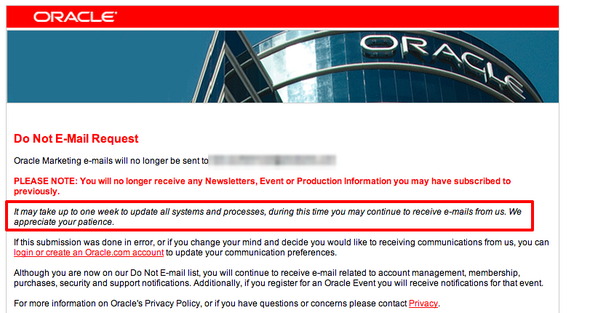 ORACLE
ORACLE
Do Not E-Mail Request
Oracle Marketing e-mails will no longer be sent to
PLEASE NOTE: You will no longer receive any Newsletters, Event or Production Information you may have subscribed to
previously.
It may take up to one week to update all systems and processes, during this time you may continue to receive e-mails from us. We
appreciate your patience.
If this submission was done in error, or if you change your mind and decide you would like to receiving communications from us, you can
login or create an Oracle.com account to update your communication preferences.
Although you are now on our Do Not E-Mail list, you will continue to receive e-mail related to account management, membership,
purchases, security and support notifications. Additionally, if you register for an Oracle Event you will receive notifications for that event.
For more information on Oracle's Privacy Policy, or if you have questions or concerns please contact Privacy.